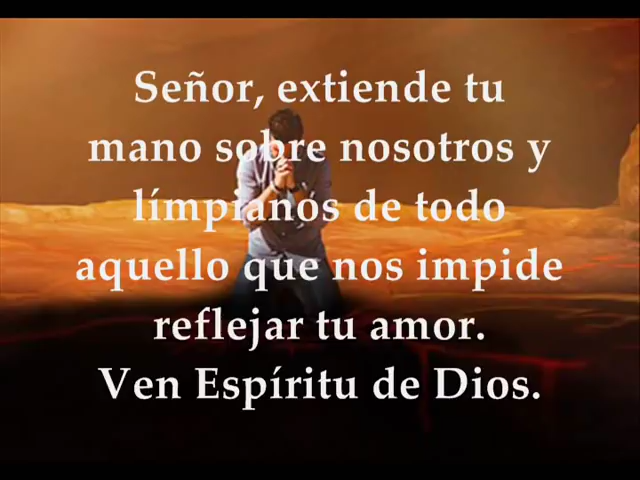 Señor, extiende tu
mano sobre nosotros y
límpianos de todo
aquello que nos impide
reflejar tu amor.
Ven Espíritu de Dios.